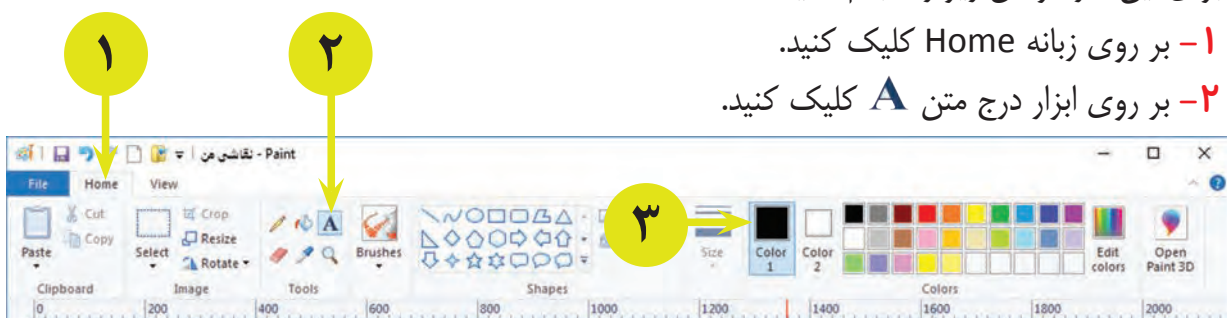 ۱- بر روی زبانه Home کلیک کنید.
۲- بر روی ابزار درج متن A کلیک کنید.
۱
۲
نقاشی من - Paint
File Home View
۳
Cut
Copy
Paste
Crop
Resize
Rotate
Select
A
Brushes
Size
Color 1
Color 2
Edit colors
Open Paint 3D
Clipboard Image Tools Shapes Colors
0 200 400 600 800 1000 1200 1400 1600 1800 2000